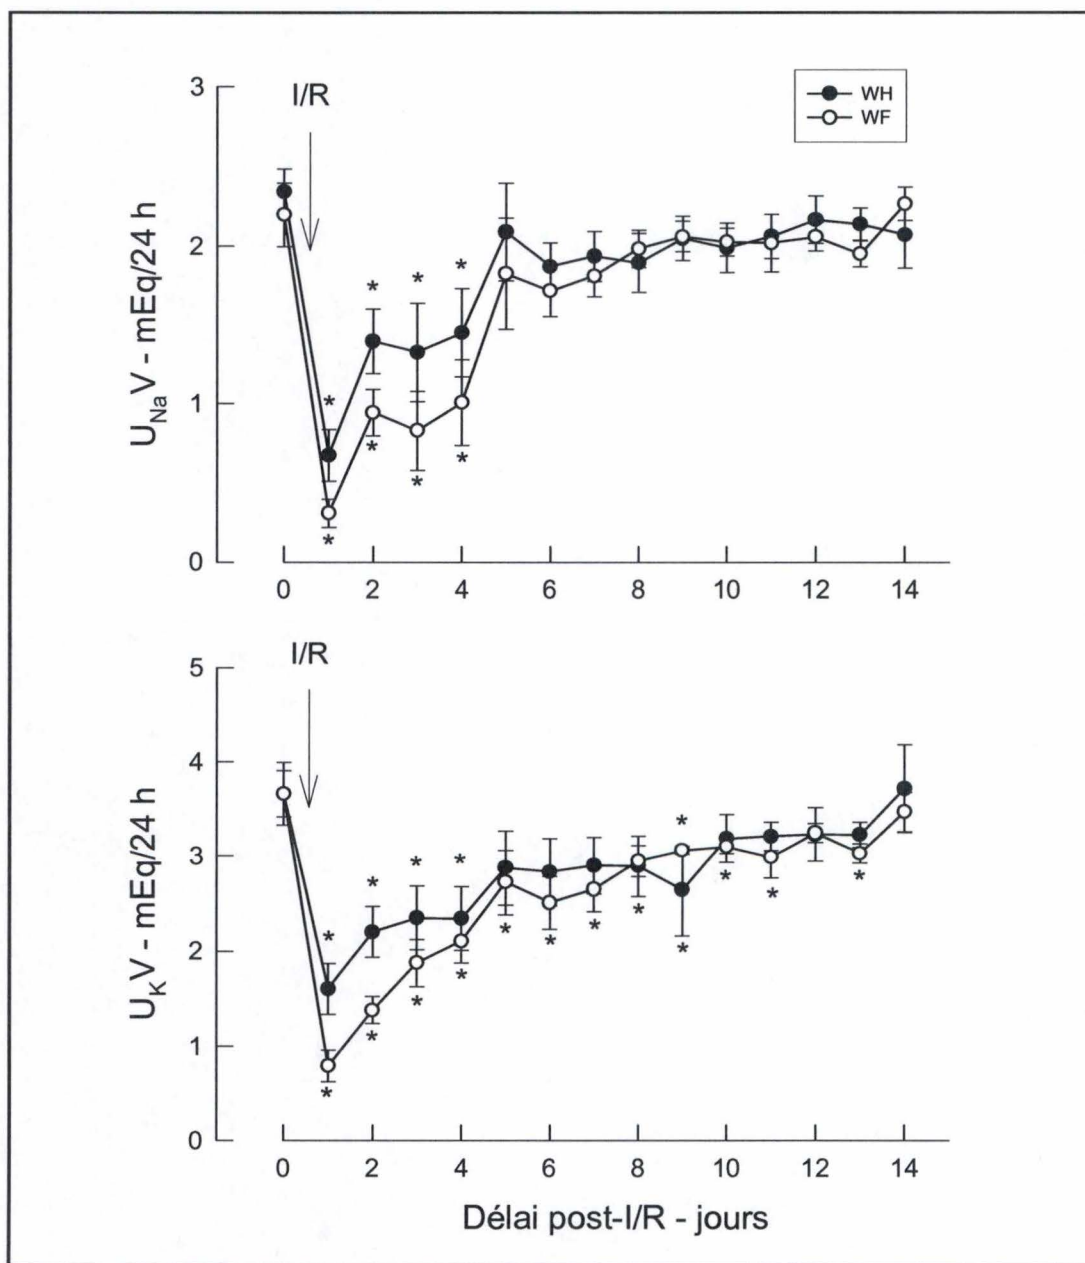 I/R
WH
WF
3
2
1
0
U_Na V - mEq/24 h
* * * *
* * * *
0 2 4 6 8 10 12 14
I/R
5
4
3
2
1
0
U_K V - mEq/24 h
* * * * *
* * * * * * * * * * * *
0 2 4 6 8 10 12 14
Délai post-I/R - jours